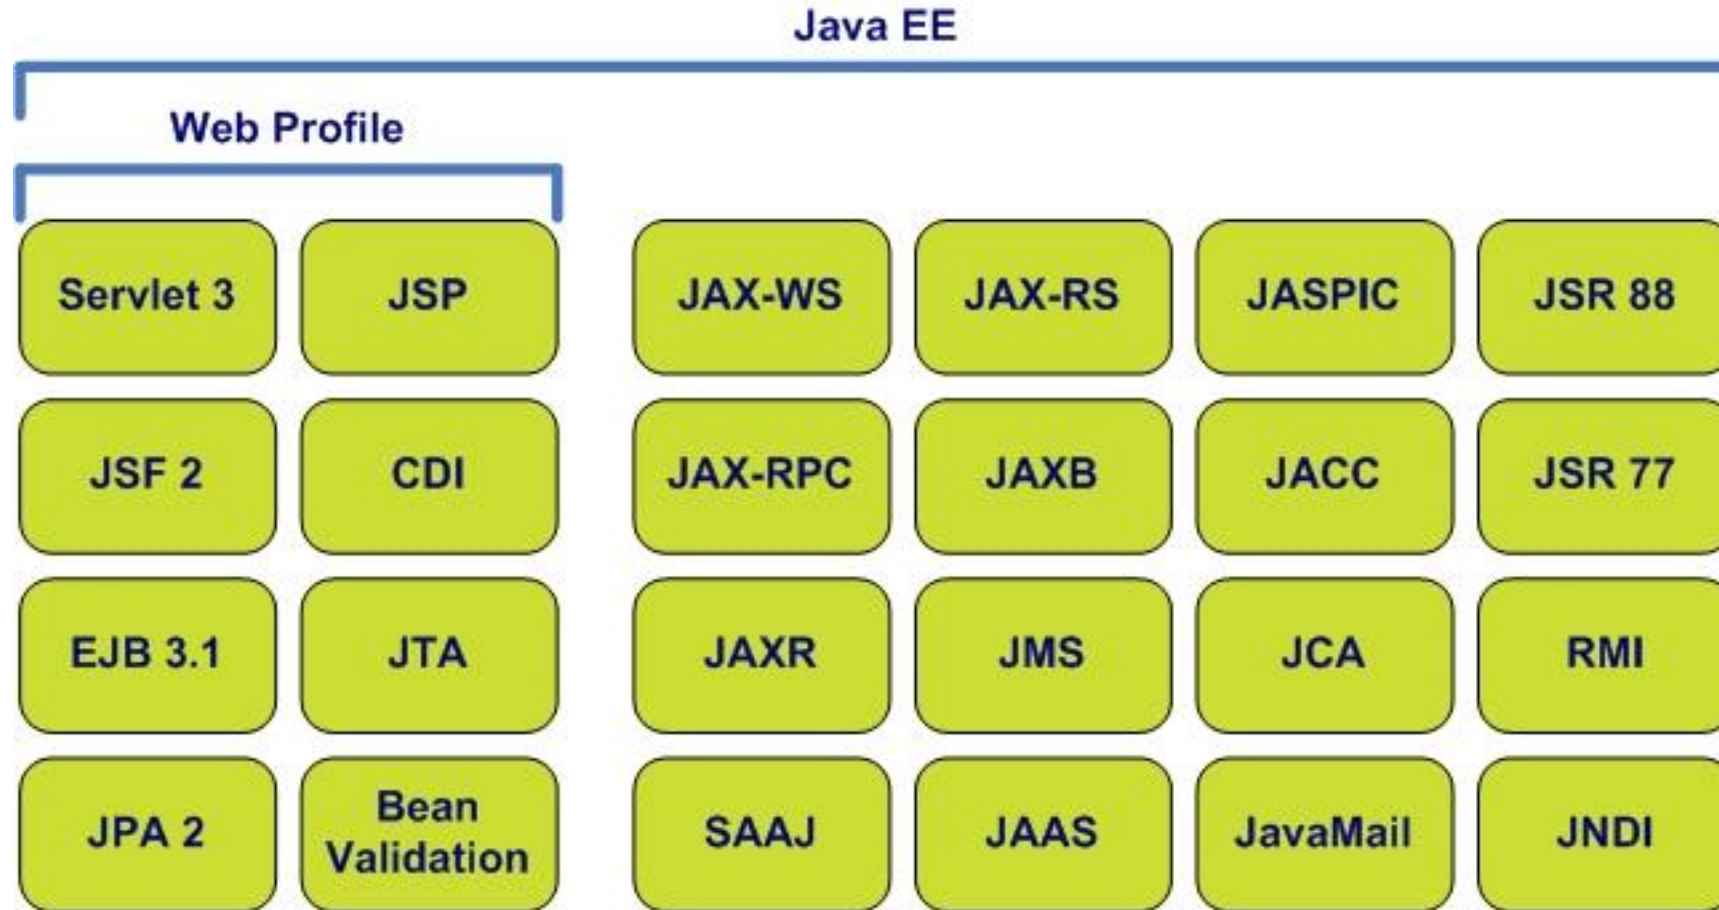 Java EE
Web Profile
Servlet 3
JSP
JAX-WS
JAX-RS
JASPIC
JSR 88
JSF 2
CDI
JAX-RPC
JAXB
JACC
JSR 77
EJB 3.1
JTA
JAXR
JMS
JCA
RMI
JPA 2
Bean
Validation
SAAJ
JAAS
JavaMail
JNDI